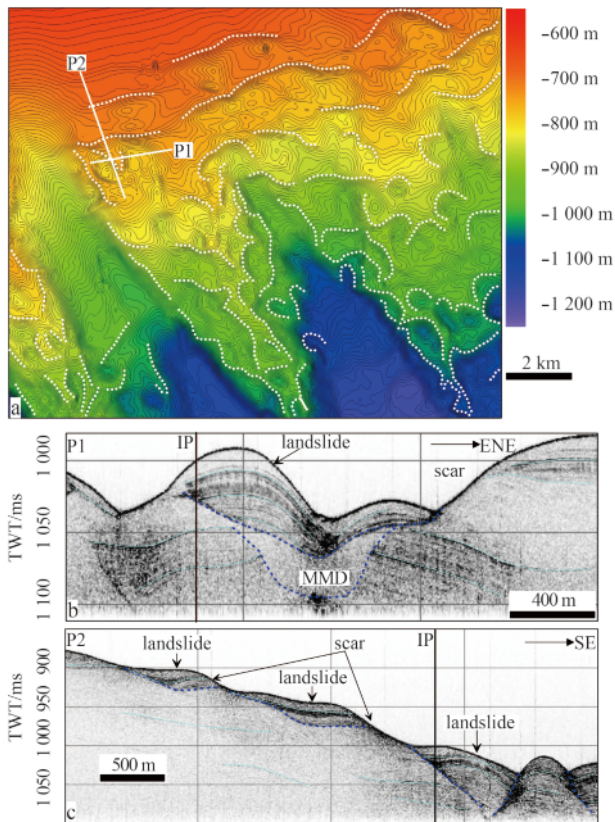 -600 m
-700 m
P2
P1
-800 m
-900 m
-1 000 m
-1 100 m
-1 200 m
2 km
a
P1
IP
landslide
ENE
scar
1 000
1 050
1 100
TWT/ms
MMD
400 m
b
P2
landslide
scar
IP
SE
landslide
landslide
900
950
1 000
1 050
TWT/ms
500 m
c